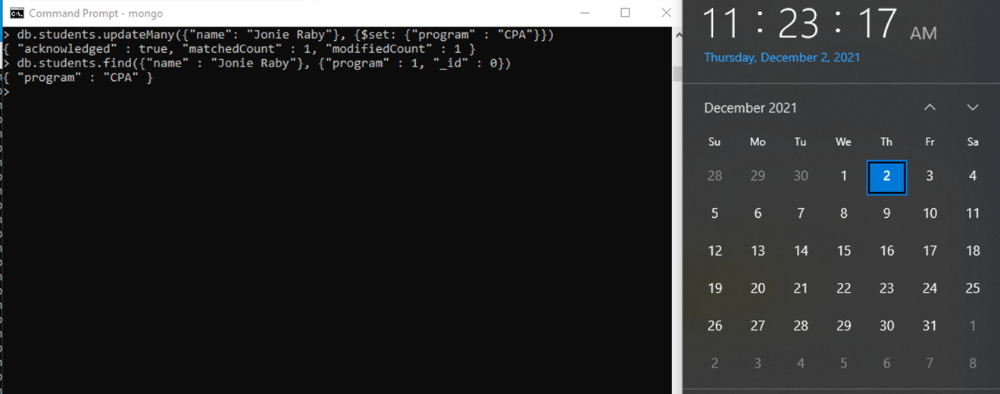 Command Prompt - mongo
> db.students.updateMany({"name": "Jonie Raby"}, {$set: {"program" : "CPA"}})
{ "acknowledged" : true, "matchedCount" : 1, "modifiedCount" : 1 }
> db.students.find({"name" : "Jonie Raby"}, {"program" : 1, "_id" : 0})
{ "program" : "CPA" }
>
11 : 23 : 17 AM
Thursday, December 2, 2021
December 2021
Su Mo Tu We Th Fr Sa
28 29 30 1 2 3 4
5 6 7 8 9 10 11
12 13 14 15 16 17 18
19 20 21 22 23 24 25
26 27 28 29 30 31 1
2 3 4 5 6 7 8